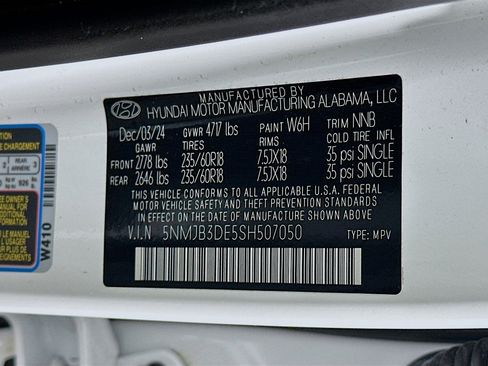 MANUFACTURED BY
HYUNDAI MOTOR MANUFACTURING ALABAMA, LLC
Dec/03/24 GVWR 4717 lbs PAINT W6H TRIM NNB
TIRES RIMS COLD TIRE INFL
FRONT 2778 lbs 235/60R18 7.5JX18 35 psi SINGLE
REAR 2646 lbs 235/60R18 7.5JX18 35 psi SINGLE
THIS VEHICLE CONFORMS TO ALL APPLICABLE U.S.A. FEDERAL
MOTOR VEHICLE SAFETY AND THEFT PREVENTION STANDARDS
IN EFFECT ON THE DATE OF MANUFACTURE SHOWN ABOVE
V.I.N 5NMJB3DE5SH507050 TYPE: MPV
ARRIERE 3
W410